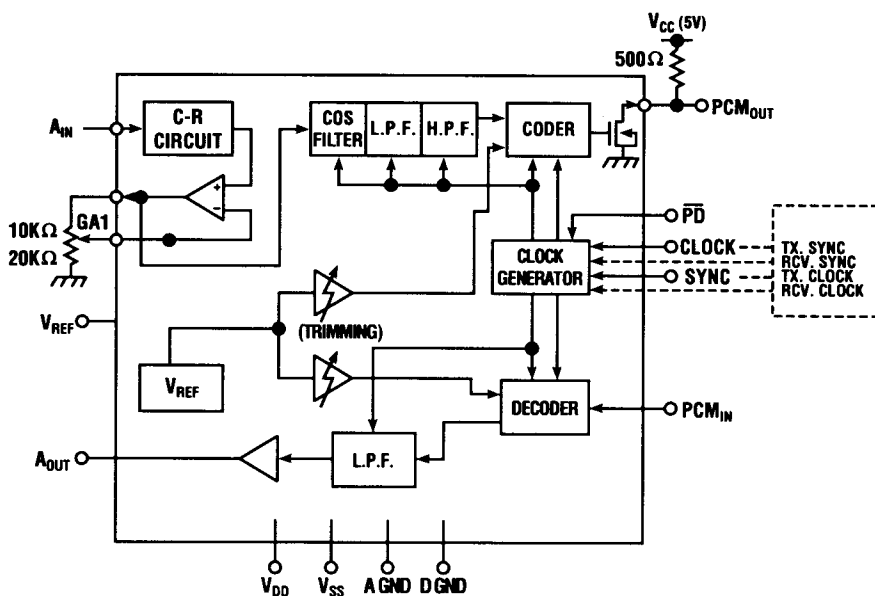 VCC (5V)
500Ω
PCMOUT
AIN
C-R
CIRCUIT
COS
FILTER
L.P.F.
H.P.F.
CODER
+
−
GA1
10KΩ
20KΩ
PD
CLOCK
GENERATOR
CLOCK
SYNC
TX. SYNC
RCV. SYNC
TX. CLOCK
RCV. CLOCK
VREF
(TRIMMING)
VREF
DECODER
PCMIN
AOUT
L.P.F.
VDD
VSS
A GND
D GND